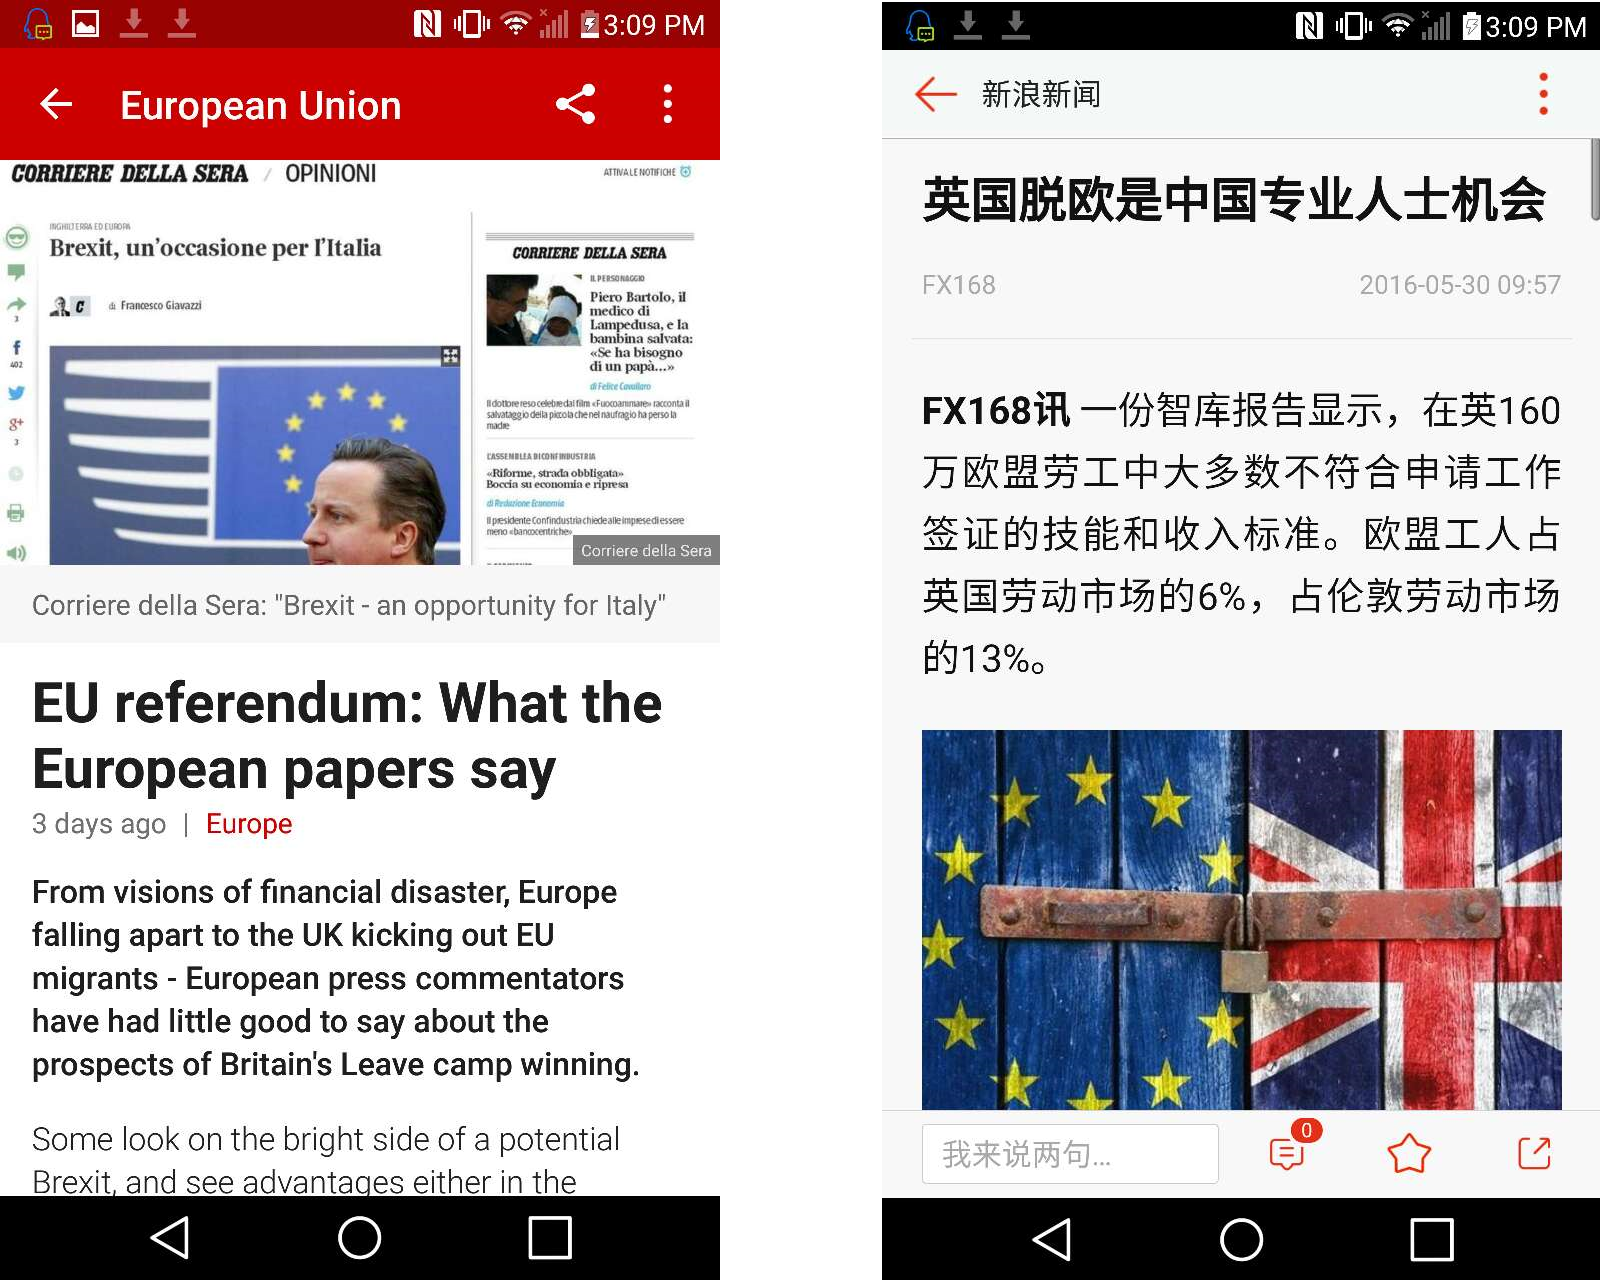 3:09 PM
European Union
CORRIERE DELLA SERA / OPINIONI
ATTIVA LE NOTIFICHE
INGHILTERRA ED EUROPA
Brexit, un'occasione per l'Italia
di Francesco Giavazzi
3
402
3
CORRIERE DELLA SERA
IL PERSONAGGIO
Piero Bartolo, il
medico di
Lampedusa, e la
bambina salvata:
«Se ha bisogno
di un papà...»
di Felice Cavallaro
Il dottore reso celebre dal film «Fuocoammare» racconta il
salvataggio della piccola che nel naufragio ha perso la
madre
L'ASSEMBLEA DI CONFINDUSTRIA
«Riforme, strada obbligata»
Boccia su economia e ripresa
di Redazione Economia
Il presidente Confindustria chiede alle imprese di essere
meno «bancocentriche»
Corriere della Sera
Corriere della Sera: "Brexit - an opportunity for Italy"
EU referendum: What the
European papers say
3 days ago | Europe
From visions of financial disaster, Europe
falling apart to the UK kicking out EU
migrants - European press commentators
have had little good to say about the
prospects of Britain's Leave camp winning.
Some look on the bright side of a potential
Brexit, and see advantages either in the
3:09 PM
新浪新闻
英国脱欧是中国专业人士机会
FX168
2016-05-30 09:57
FX168讯 一份智库报告显示，在英160
万欧盟劳工中大多数不符合申请工作
签证的技能和收入标准。欧盟工人占
英国劳动市场的6%，占伦敦劳动市场
的13%。
我来说两句...
0